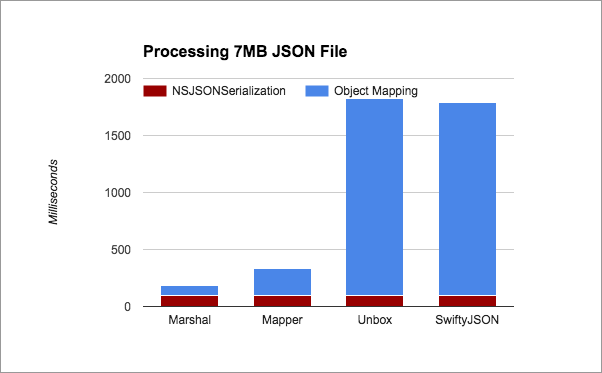 Processing 7MB JSON File
NSJSONSerialization Object Mapping
2000
1500
1000
500
0
Milliseconds
Marshal Mapper Unbox SwiftyJSON